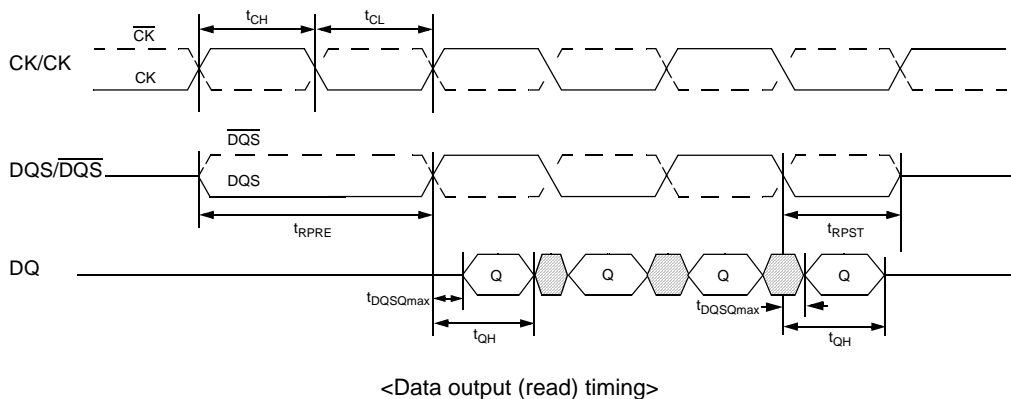 tCH
tCL
CK
CK/CK
CK
DQS
DQS/DQS
DQS
tRPRE
tRPST
DQ
Q
Q
Q
Q
tDQSQmax
tDQSQmax
tQH
tQH
<Data output (read) timing>